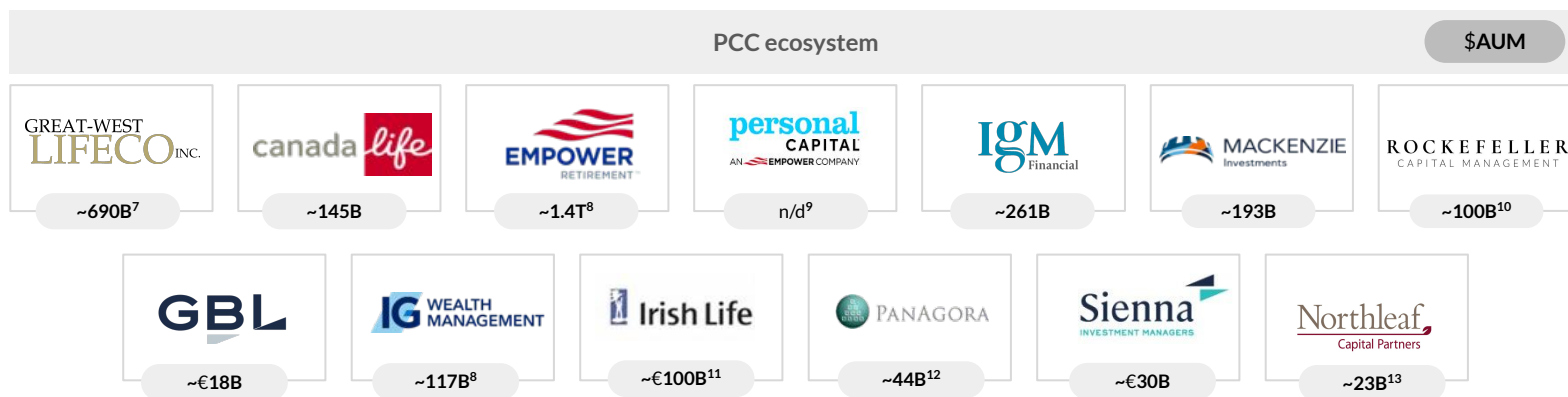 PCC ecosystem
$AUM
GREAT-WEST
LIFECO INC.
canada life
EMPOWER
RETIREMENT™
personal
CAPITAL
AN EMPOWER COMPANY
IGM
Financial
MACKENZIE
Investments
ROCKEFELLER
CAPITAL MANAGEMENT
~690B⁷
~145B
~1.4T⁸
n/d⁹
~261B
~193B
~100B¹⁰
GBL
IG WEALTH
MANAGEMENT
Irish Life
PANAGORA
Sienna
INVESTMENT MANAGERS
Northleaf
Capital Partners
~€18B
~117B⁸
~€100B¹¹
~44B¹²
~€30B
~23B¹³